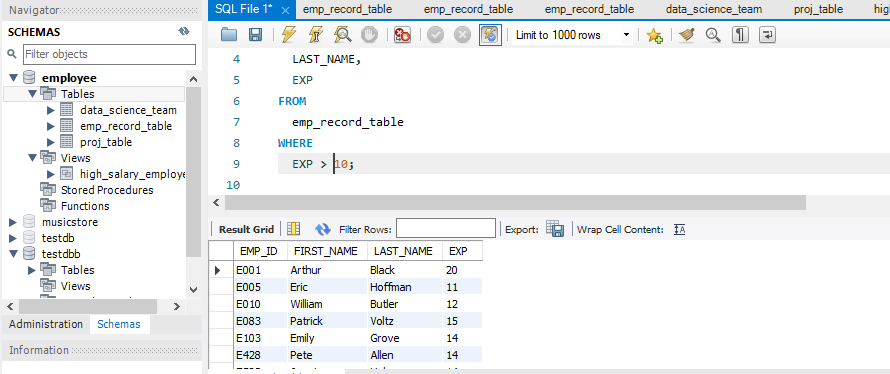 Navigator
SQL File 1* × emp_record_table emp_record_table emp_record_table data_science_team proj_table
SCHEMAS
Limit to 1000 rows
Filter objects
employee
Tables
data_science_team
emp_record_table
proj_table
Views
high_salary_employe
Stored Procedures
Functions
musicstore
testdb
testdbb
Tables
Views
Administration Schemas
Information
4 LAST_NAME,
5 EXP
6 FROM
7 emp_record_table
8 WHERE
9 EXP > 10;
10
Result Grid Filter Rows: Export: Wrap Cell Content:
EMP_ID FIRST_NAME LAST_NAME EXP
E001 Arthur Black 20
E005 Eric Hoffman 11
E010 William Butler 12
E083 Patrick Voltz 15
E103 Emily Grove 14
E428 Pete Allen 14